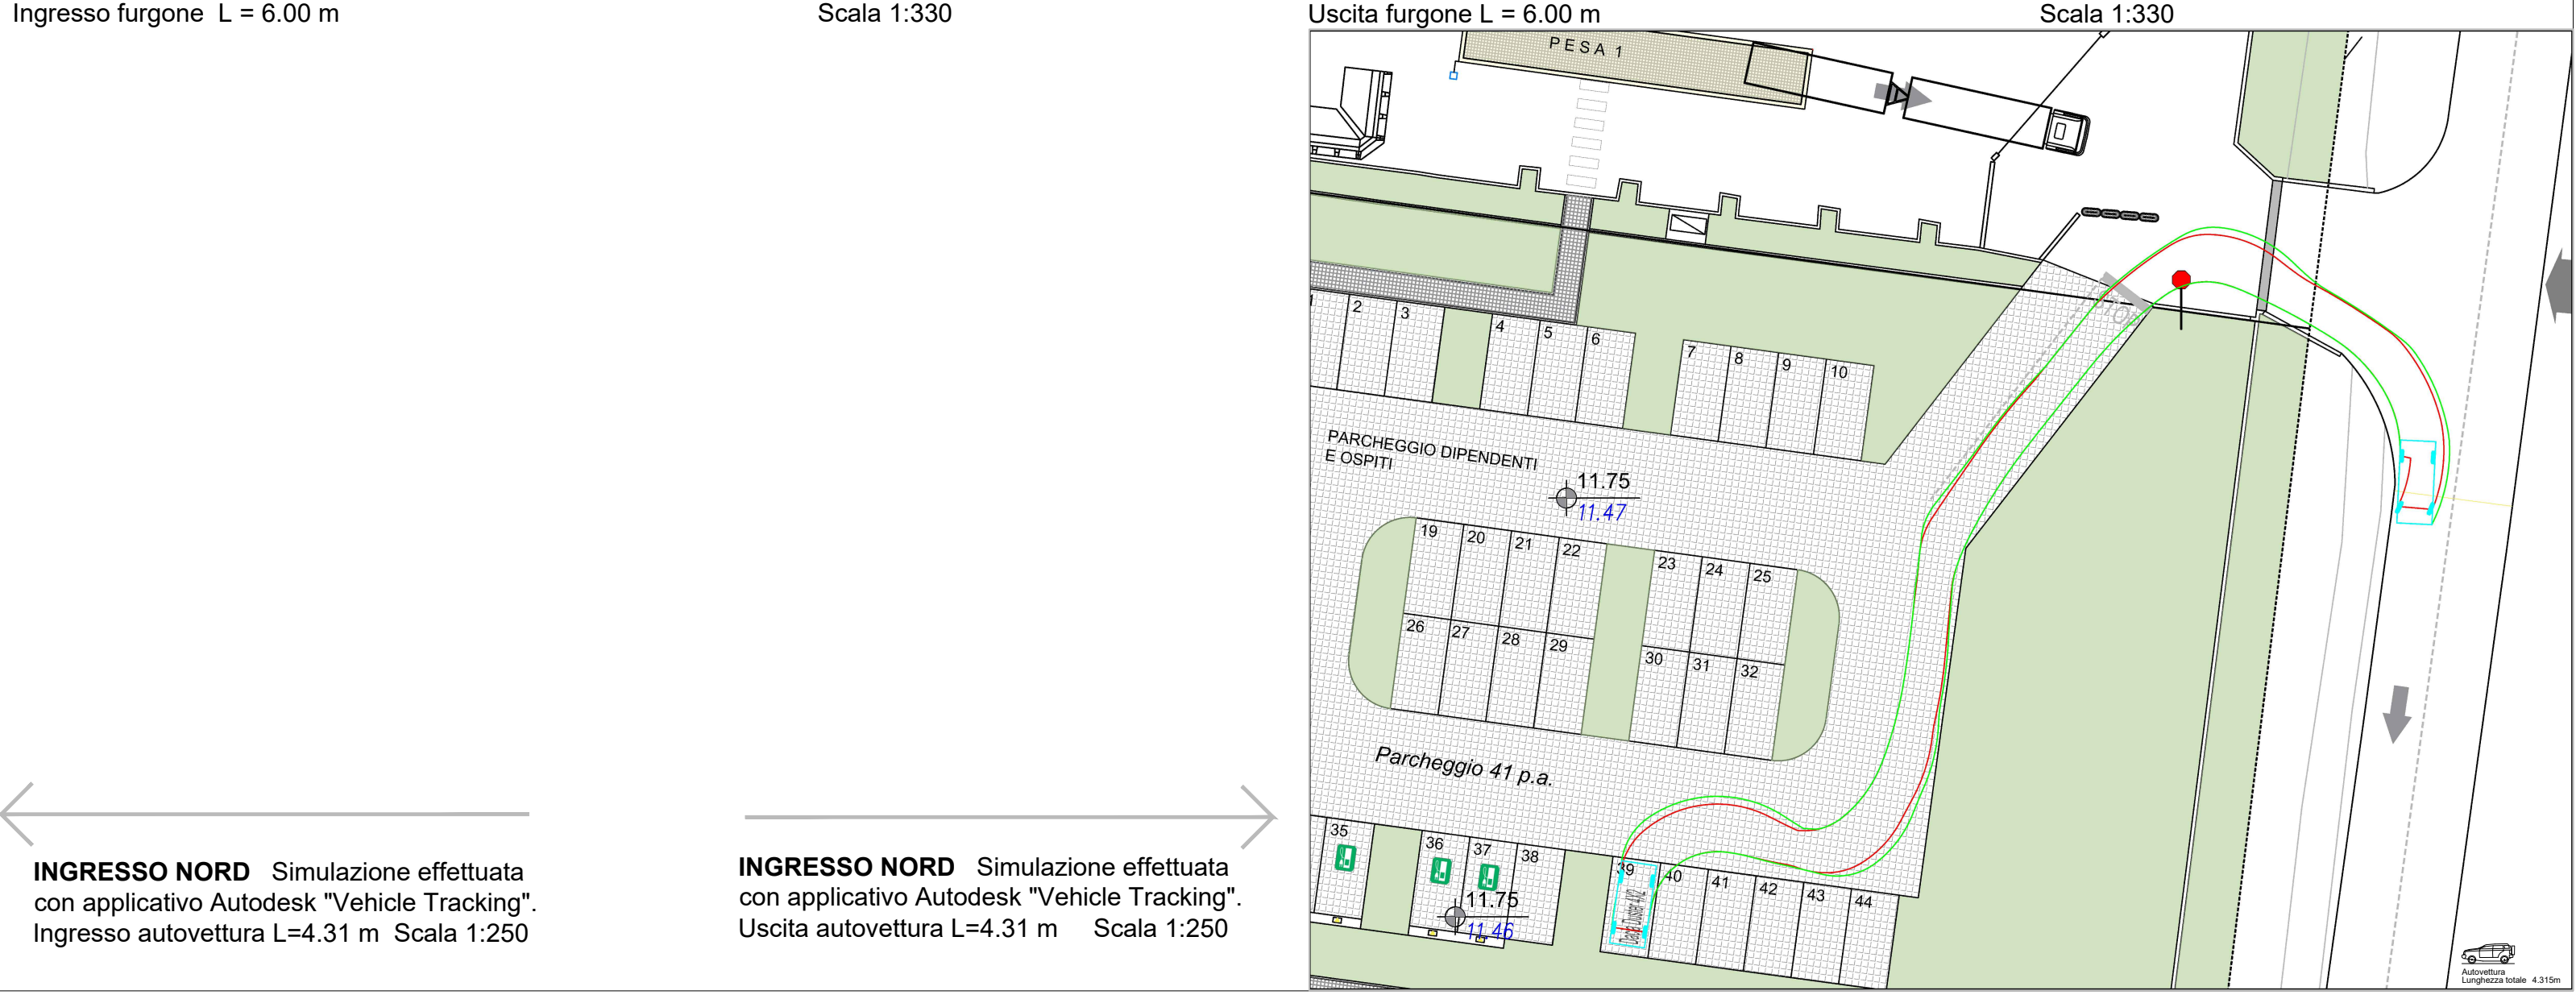 Ingresso furgone L = 6.00 m
Scala 1:330
Uscita furgone L = 6.00 m
Scala 1:330
PESA 1
2
3
4
5
6
7
8
9
10
PARCHEGGIO DIPENDENTI
E OSPITI
11.75
11.47
19
20
21
22
23
24
25
26
27
28
29
30
31
32
Parcheggio 41 p.a.
35
36
37
38
39
40
41
42
43
44
11.75
11.46
INGRESSO NORD Simulazione effettuata
con applicativo Autodesk "Vehicle Tracking".
Ingresso autovettura L=4.31 m Scala 1:250
INGRESSO NORD Simulazione effettuata
con applicativo Autodesk "Vehicle Tracking".
Uscita autovettura L=4.31 m Scala 1:250
Autovettura
Lunghezza totale 4.315m